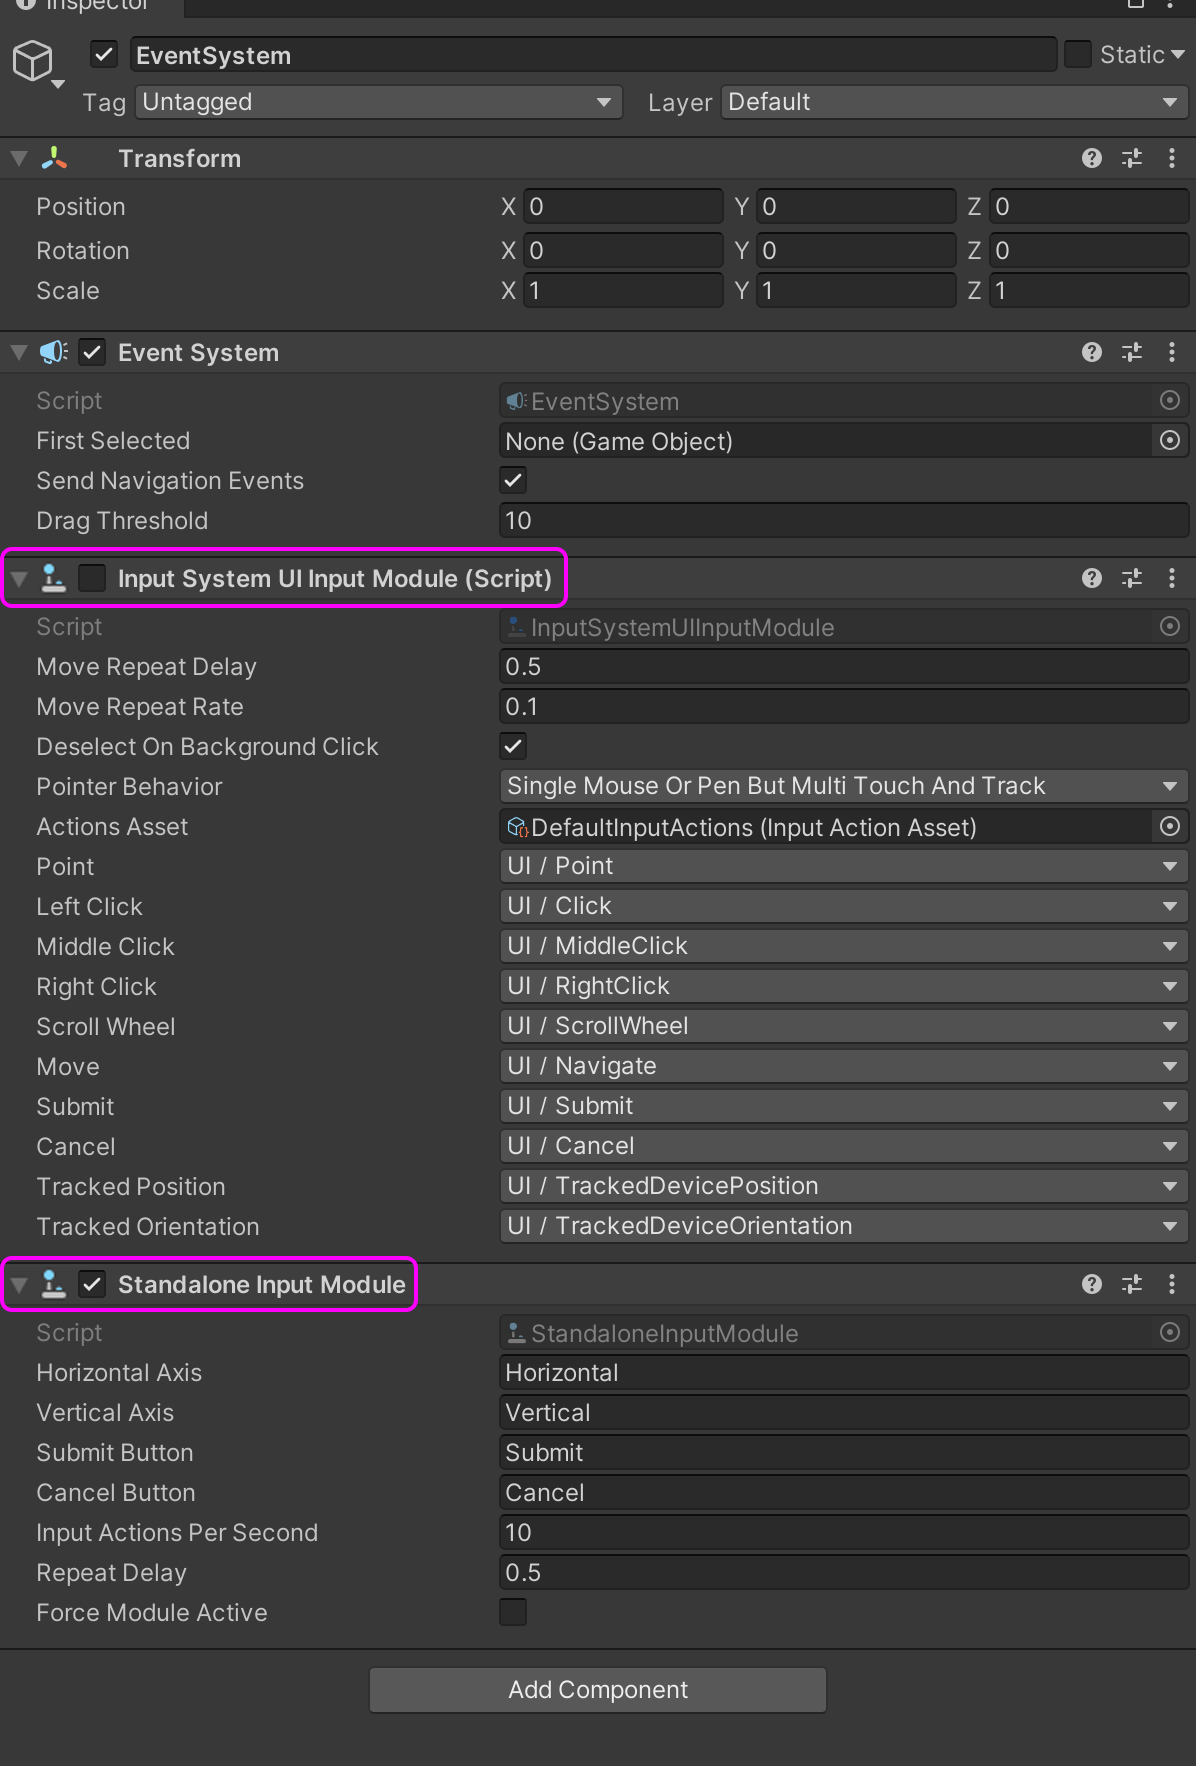 Inspector
EventSystem Static
Tag Untagged Layer Default
Transform
Position X 0 Y 0 Z 0
Rotation X 0 Y 0 Z 0
Scale X 1 Y 1 Z 1
Event System
Script EventSystem
First Selected None (Game Object)
Send Navigation Events
Drag Threshold 10
Input System UI Input Module (Script)
Script InputSystemUIInputModule
Move Repeat Delay 0.5
Move Repeat Rate 0.1
Deselect On Background Click
Pointer Behavior Single Mouse Or Pen But Multi Touch And Track
Actions Asset DefaultInputActions (Input Action Asset)
Point UI / Point
Left Click UI / Click
Middle Click UI / MiddleClick
Right Click UI / RightClick
Scroll Wheel UI / ScrollWheel
Move UI / Navigate
Submit UI / Submit
Cancel UI / Cancel
Tracked Position UI / TrackedDevicePosition
Tracked Orientation UI / TrackedDeviceOrientation
Standalone Input Module
Script StandaloneInputModule
Horizontal Axis Horizontal
Vertical Axis Vertical
Submit Button Submit
Cancel Button Cancel
Input Actions Per Second 10
Repeat Delay 0.5
Force Module Active
Add Component